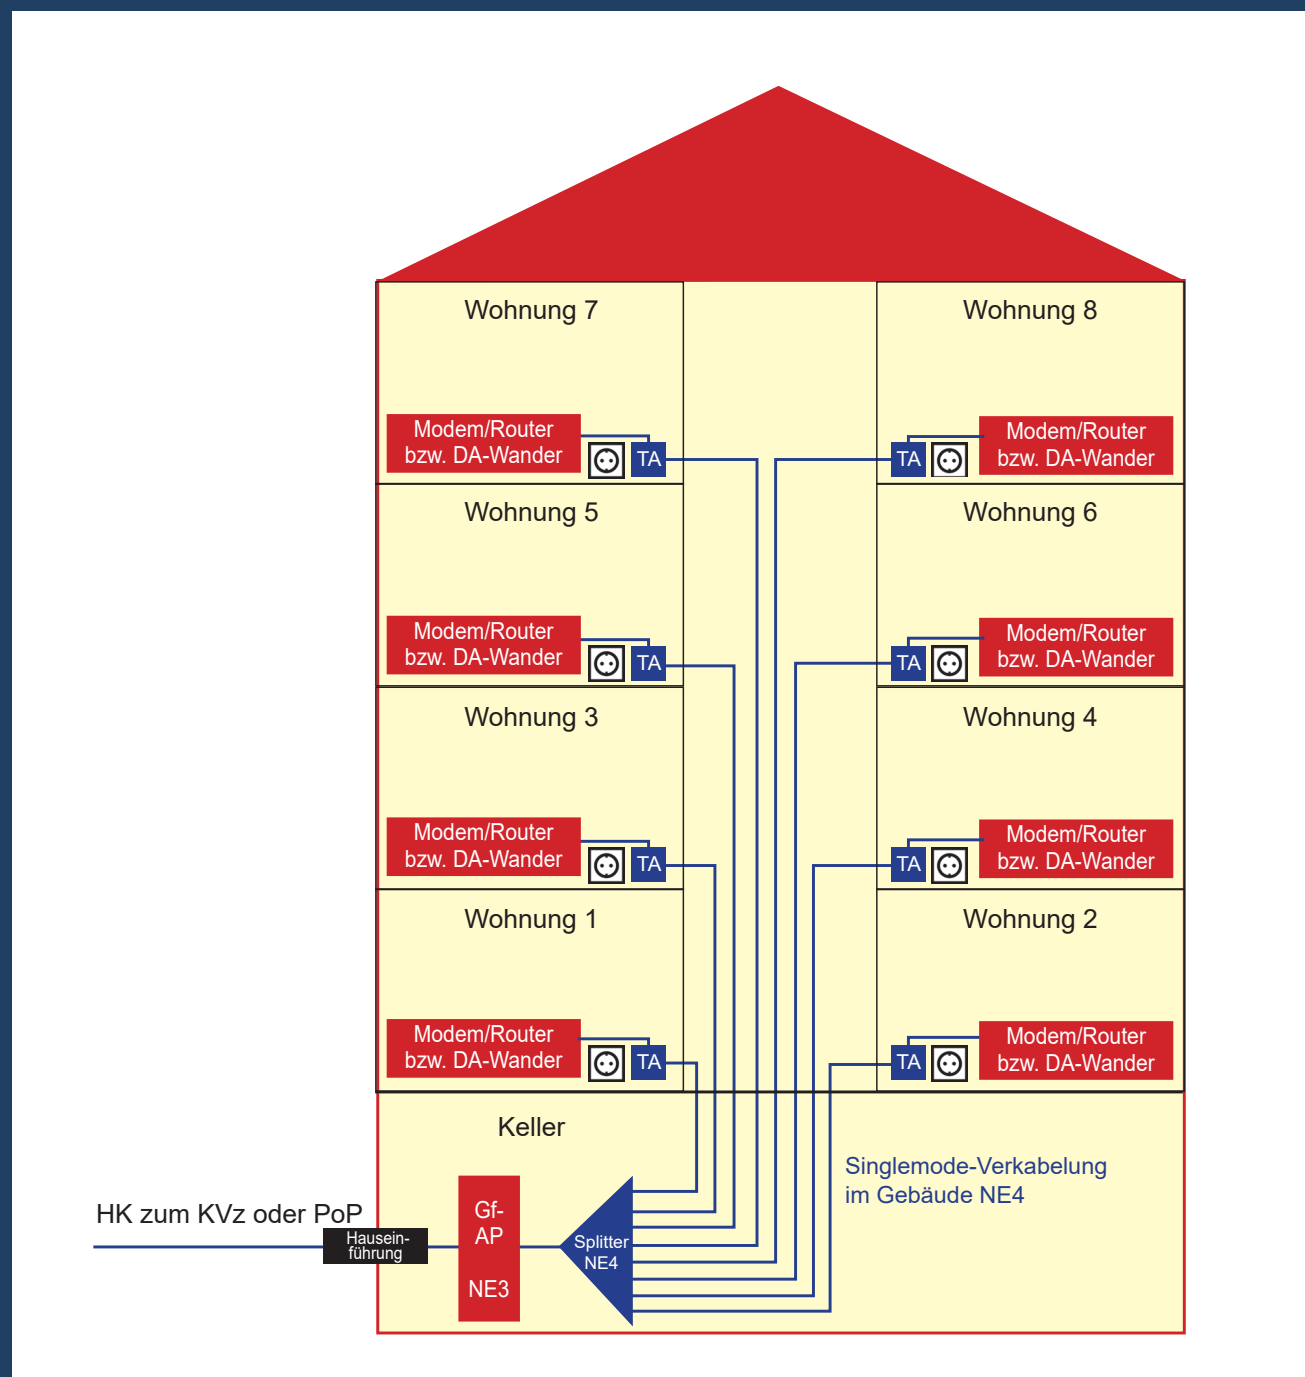 Wohnung 7
Wohnung 8
Modem/Router
bzw. DA-Wander
TA
TA
Modem/Router
bzw. DA-Wander
Wohnung 5
Wohnung 6
Modem/Router
bzw. DA-Wander
TA
TA
Modem/Router
bzw. DA-Wander
Wohnung 3
Wohnung 4
Modem/Router
bzw. DA-Wander
TA
TA
Modem/Router
bzw. DA-Wander
Wohnung 1
Wohnung 2
Modem/Router
bzw. DA-Wander
TA
TA
Modem/Router
bzw. DA-Wander
Keller
Singlemode-Verkabelung
im Gebäude NE4
HK zum KVz oder PoP
Hausein-
führung
Gf-
AP
NE3
Splitter
NE4